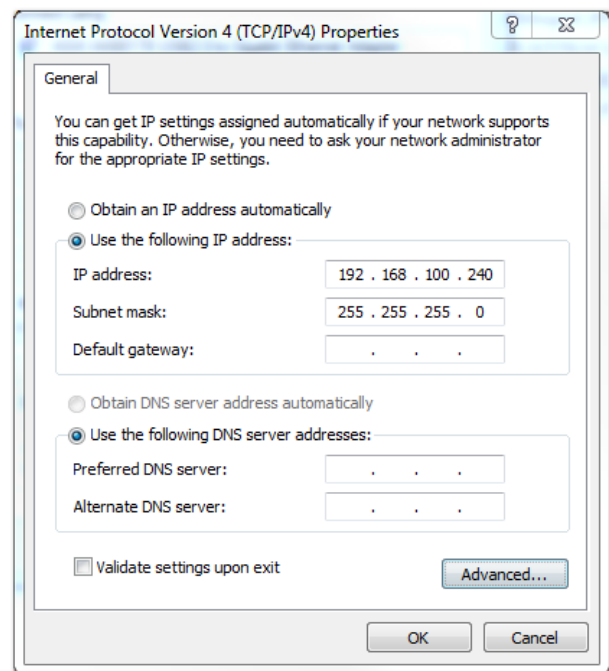 Internet Protocol Version 4 (TCP/IPv4) Properties
?
General
You can get IP settings assigned automatically if your network supports
this capability. Otherwise, you need to ask your network administrator
for the appropriate IP settings.
Obtain an IP address automatically
Use the following IP address:
IP address: 192 . 168 . 100 . 240
Subnet mask: 255 . 255 . 255 . 0
Default gateway: . . .
Obtain DNS server address automatically
Use the following DNS server addresses:
Preferred DNS server: . . .
Alternate DNS server: . . .
Validate settings upon exit
Advanced...
OK Cancel